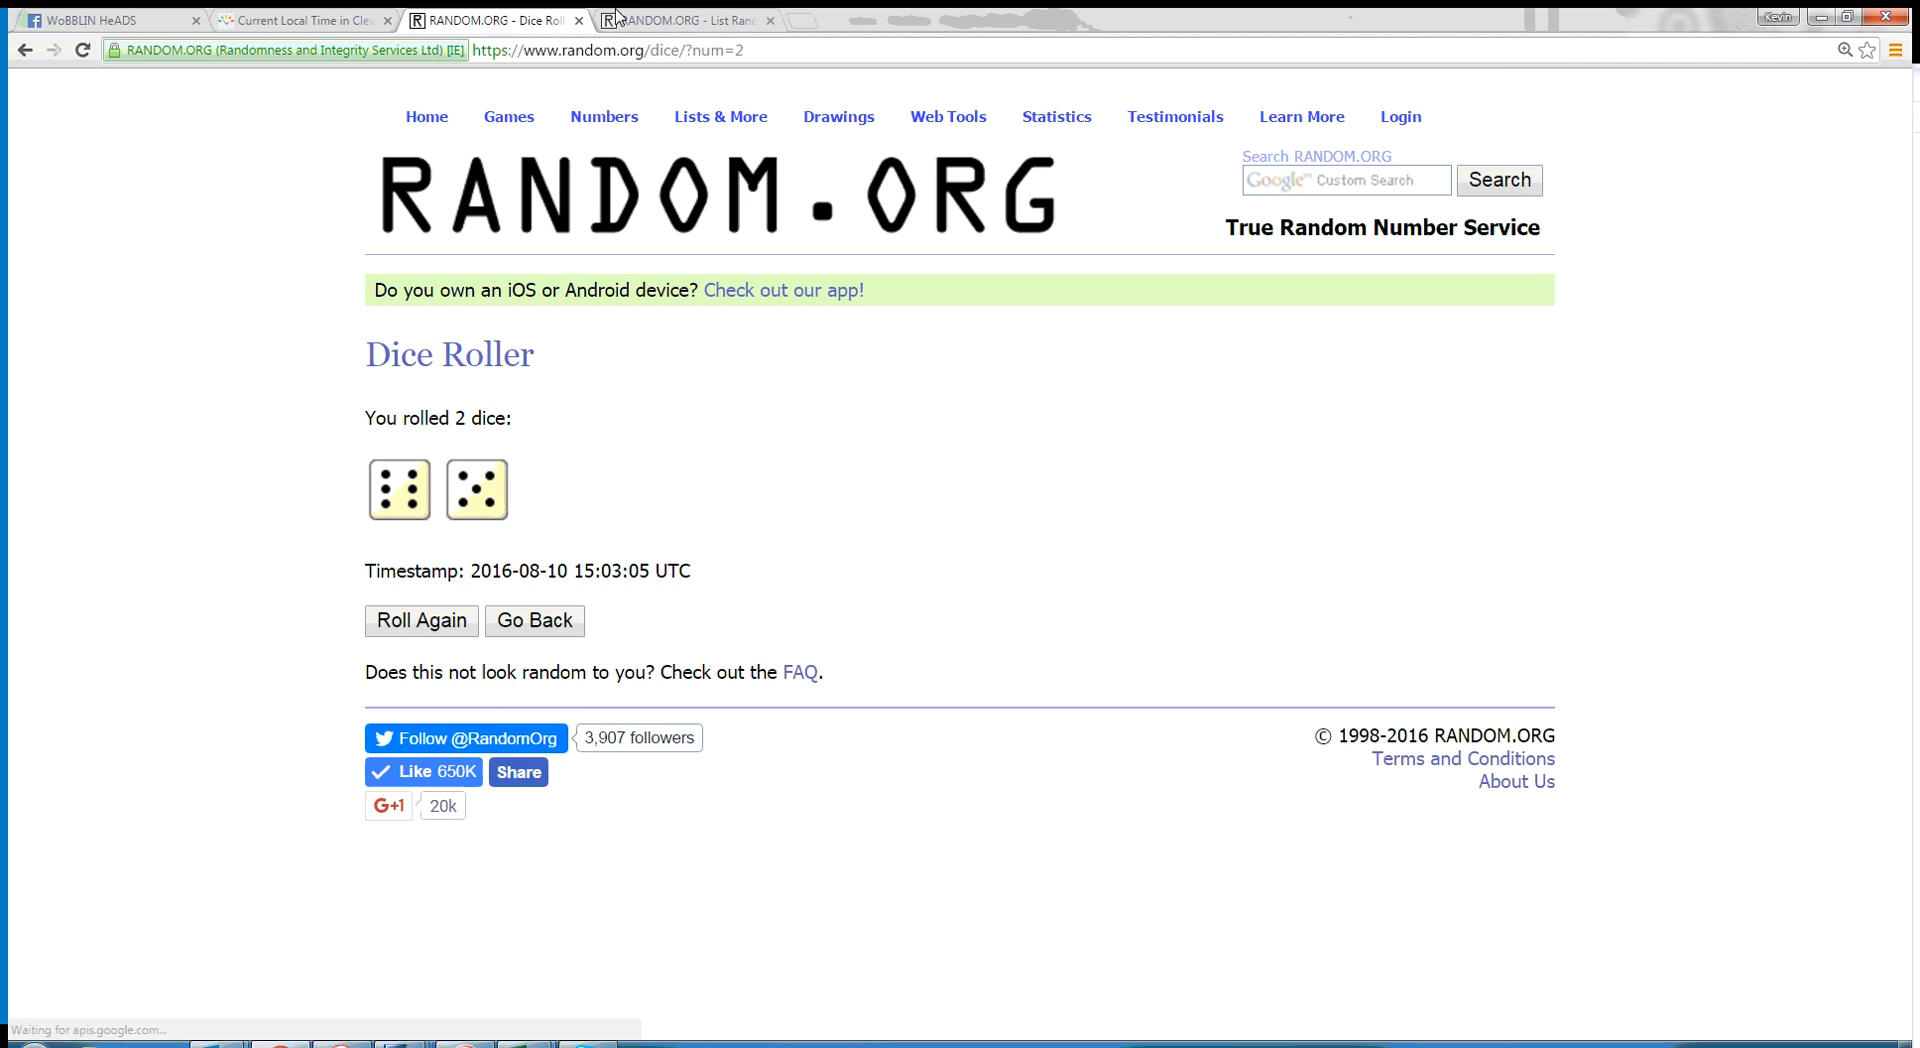 WoBBLIN HeADS
Current Local Time in Clev
RANDOM.ORG - Dice Roll
RANDOM.ORG - List Ranc
Kevin
RANDOM.ORG (Randomness and Integrity Services Ltd) [IE]
https://www.random.org/dice/?num=2
Home Games Numbers Lists & More Drawings Web Tools Statistics Testimonials Learn More Login
RANDOM.ORG
Search RANDOM.ORG
Google™ Custom Search
Search
True Random Number Service
Do you own an iOS or Android device? Check out our app!
Dice Roller
You rolled 2 dice:
Timestamp: 2016-08-10 15:03:05 UTC
Roll Again Go Back
Does this not look random to you? Check out the FAQ.
Follow @RandomOrg 3,907 followers
Like 650K Share
G+1 20k
© 1998-2016 RANDOM.ORG
Terms and Conditions
About Us
Waiting for apis.google.com...